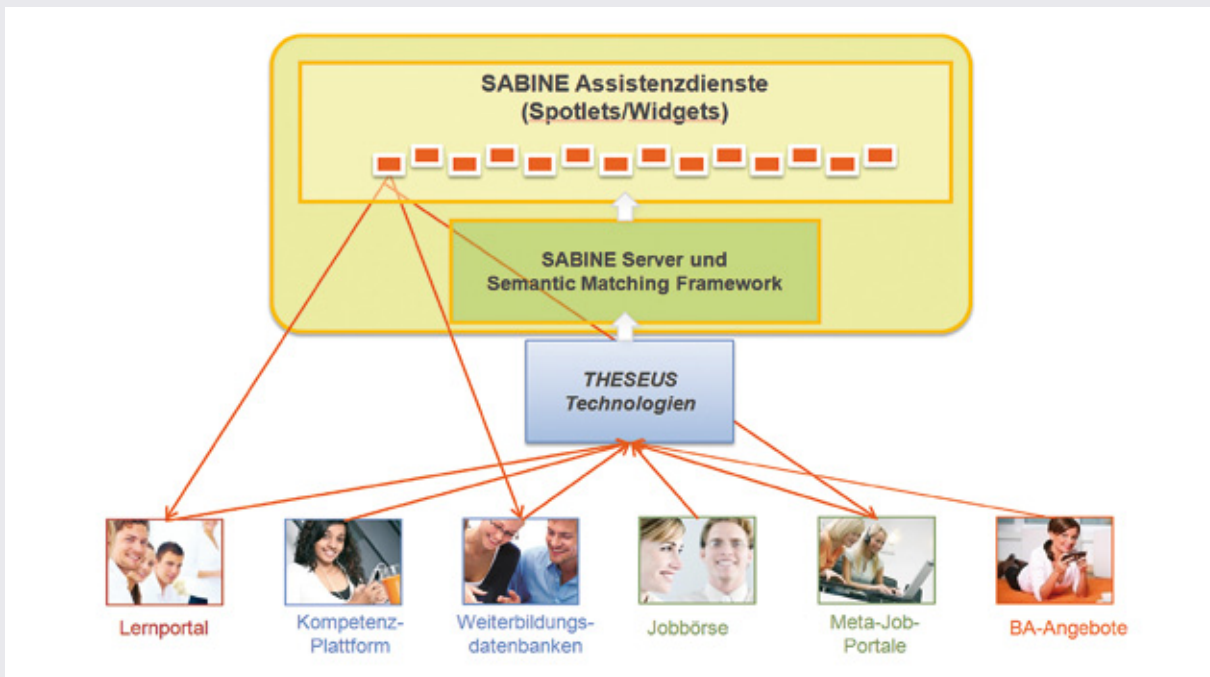 SABINE Assistenzdienste
(Spotlets/Widgets)
SABINE Server und
Semantic Matching Framework
THESEUS
Technologien
Lernportal
Kompetenz-
Plattform
Weiterbildungs-
datenbanken
Jobbörse
Meta-Job-
Portale
BA-Angebote